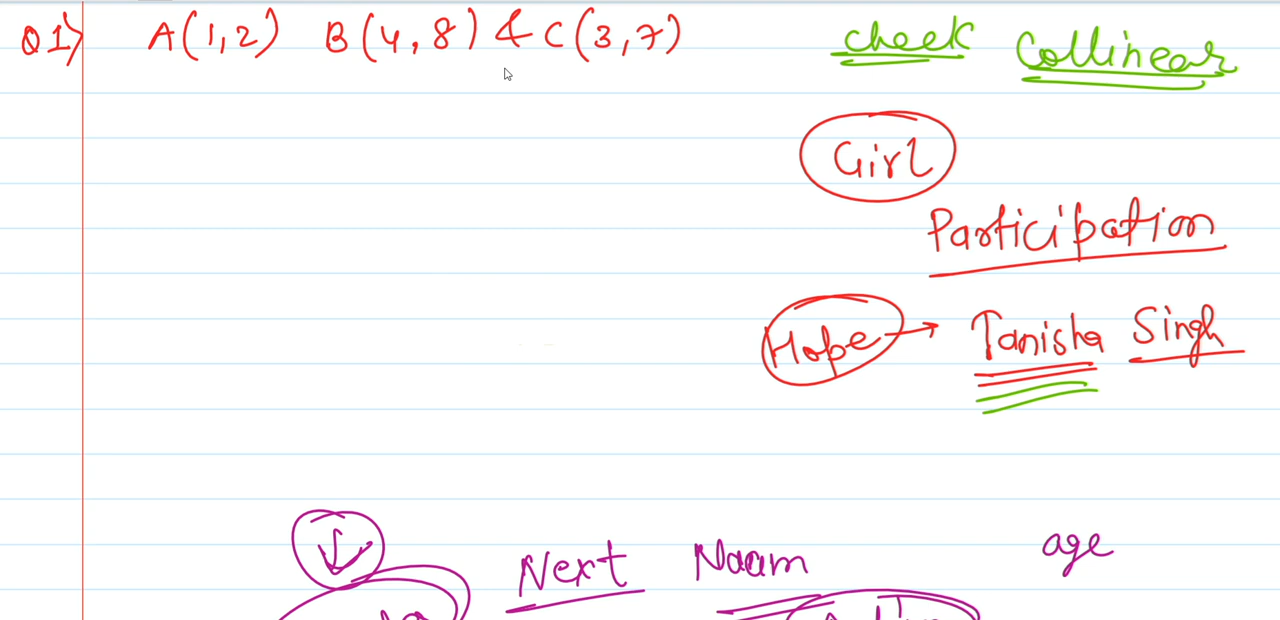 Q1) A(1,2) B(4,8) & C(3,7) check Collinear
Girl
Participation
Hope → Tanisha Singh
Next Naam age